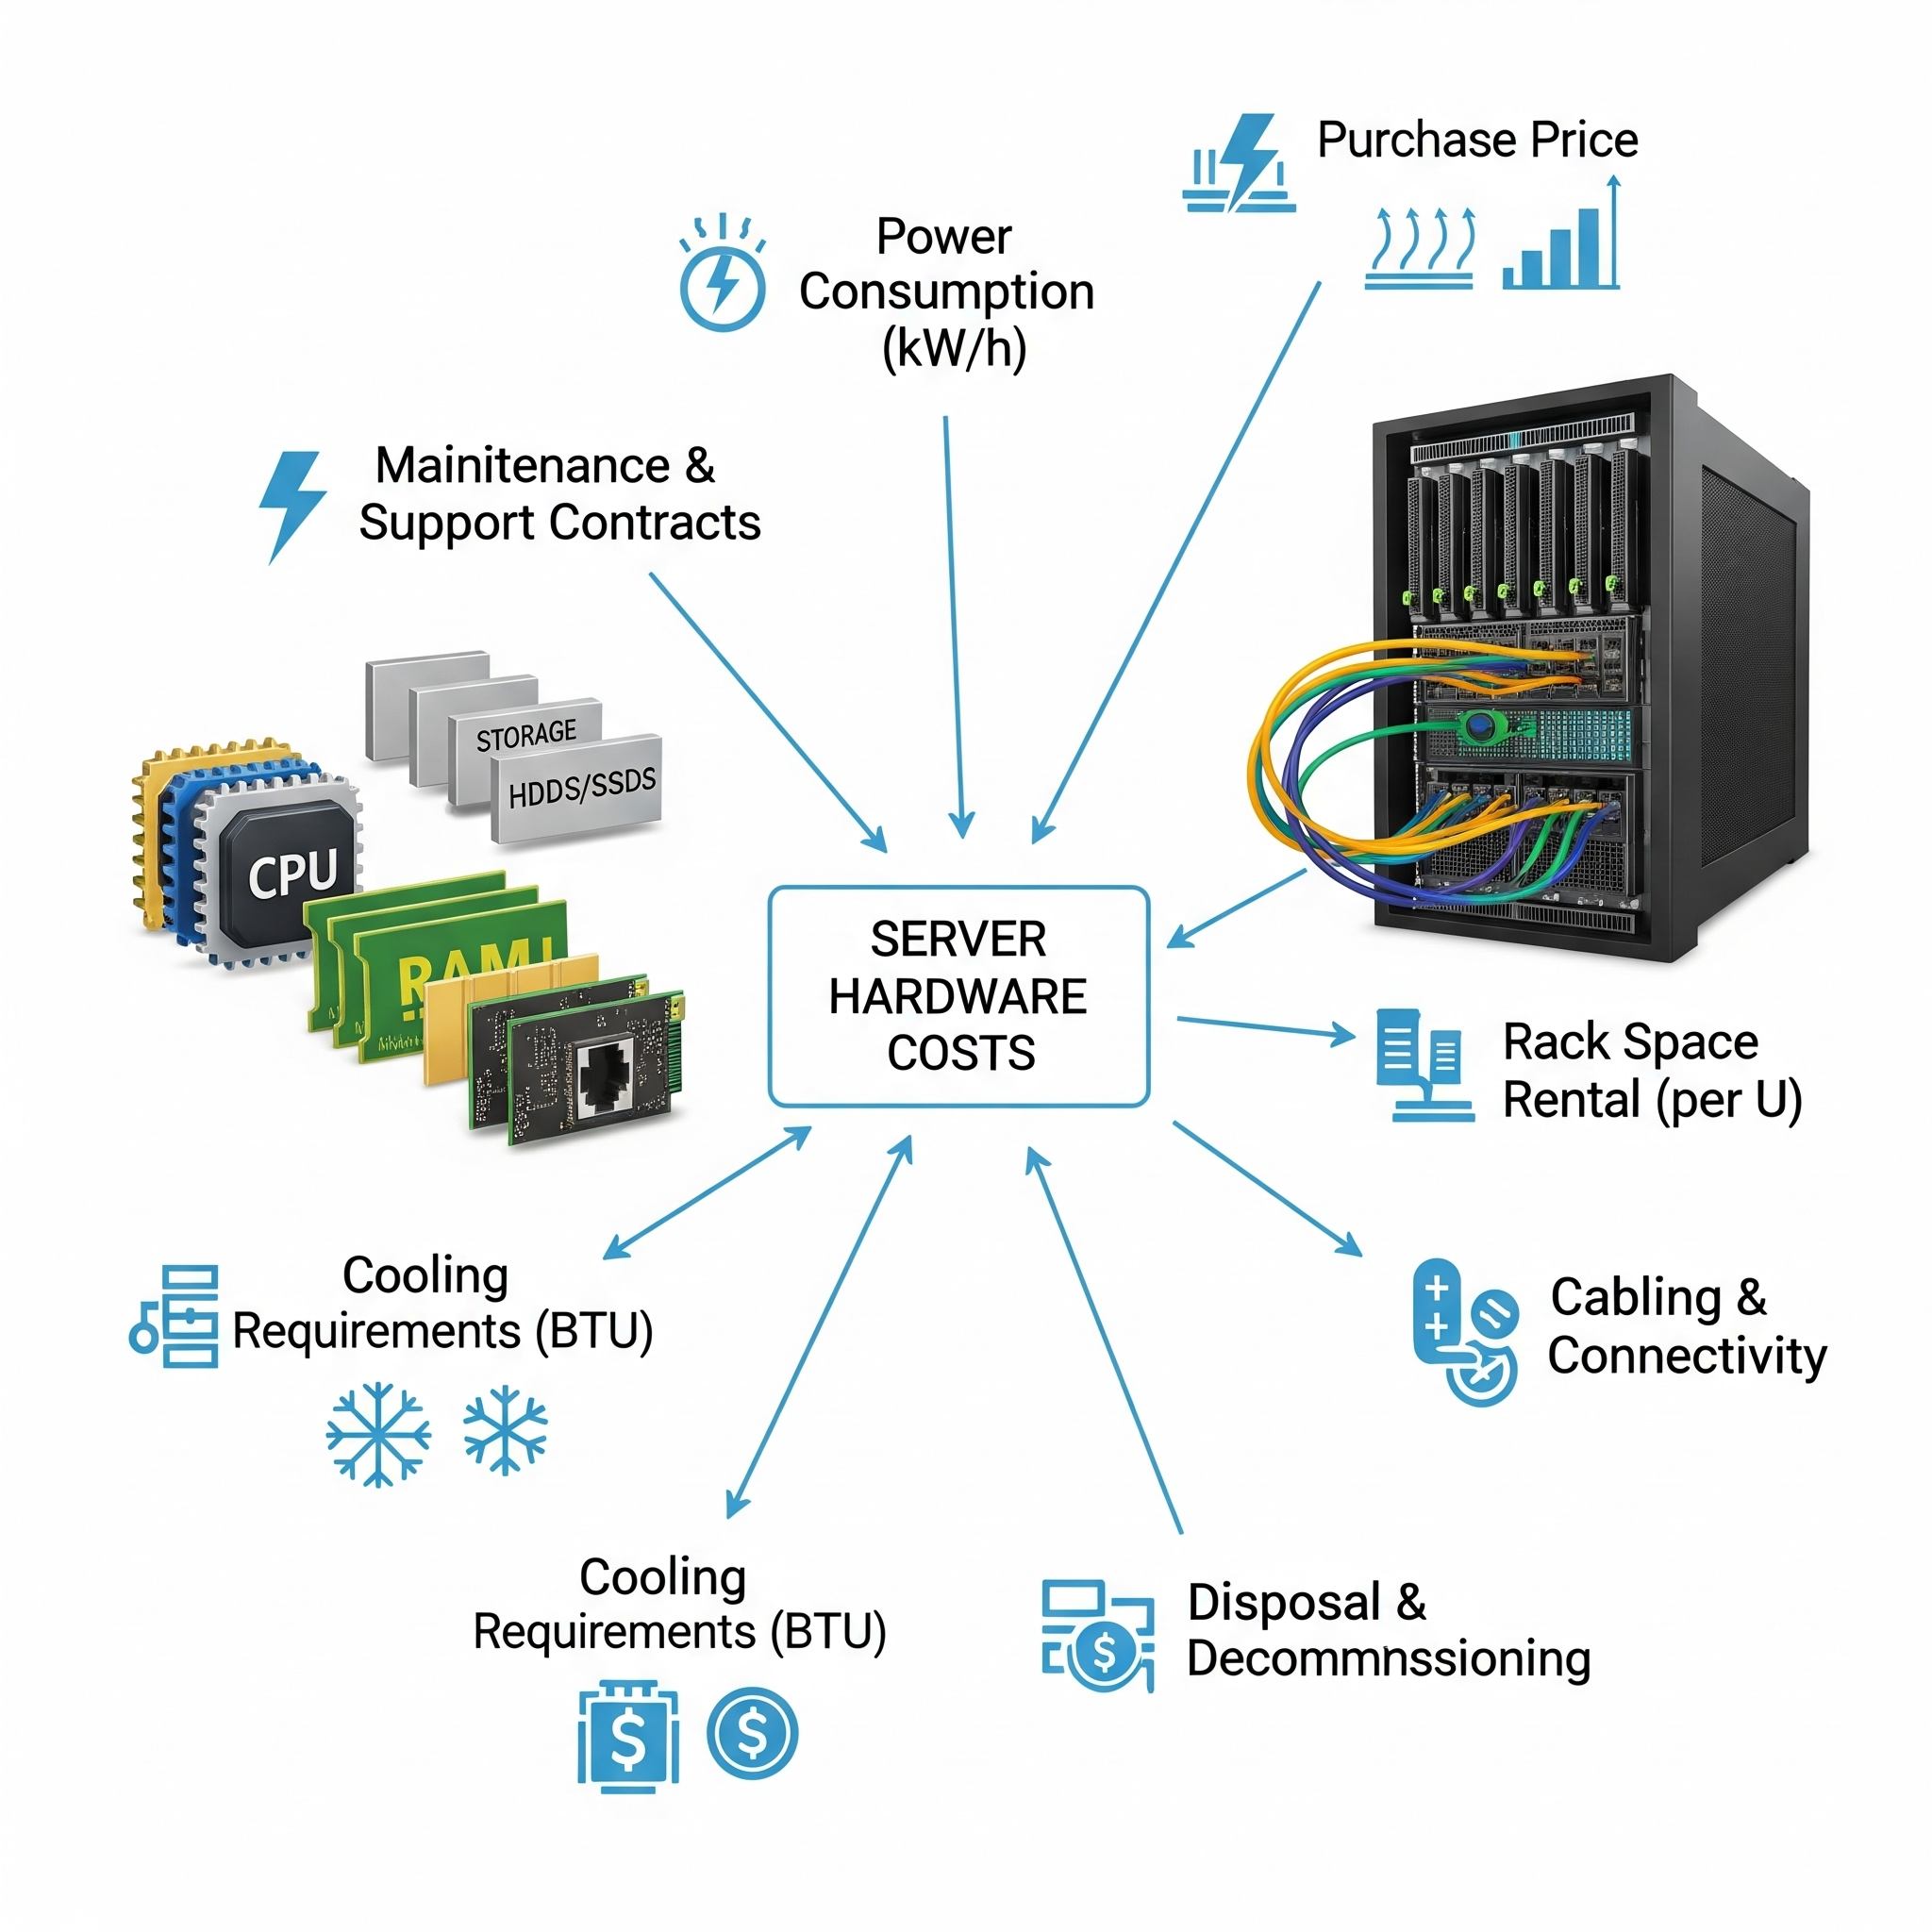 Purchase Price
Power
Consumption
(kW/h)
Mainitenance &
Support Contracts
STORAGE
HDDS/SSDS
CPU
RAM
SERVER
HARDWARE
COSTS
Rack Space
Rental (per U)
Cooling
Requirements (BTU)
Cabling &
Connectivity
Cooling
Requirements (BTU)
$
$
Disposal &
Decommnssioning
$